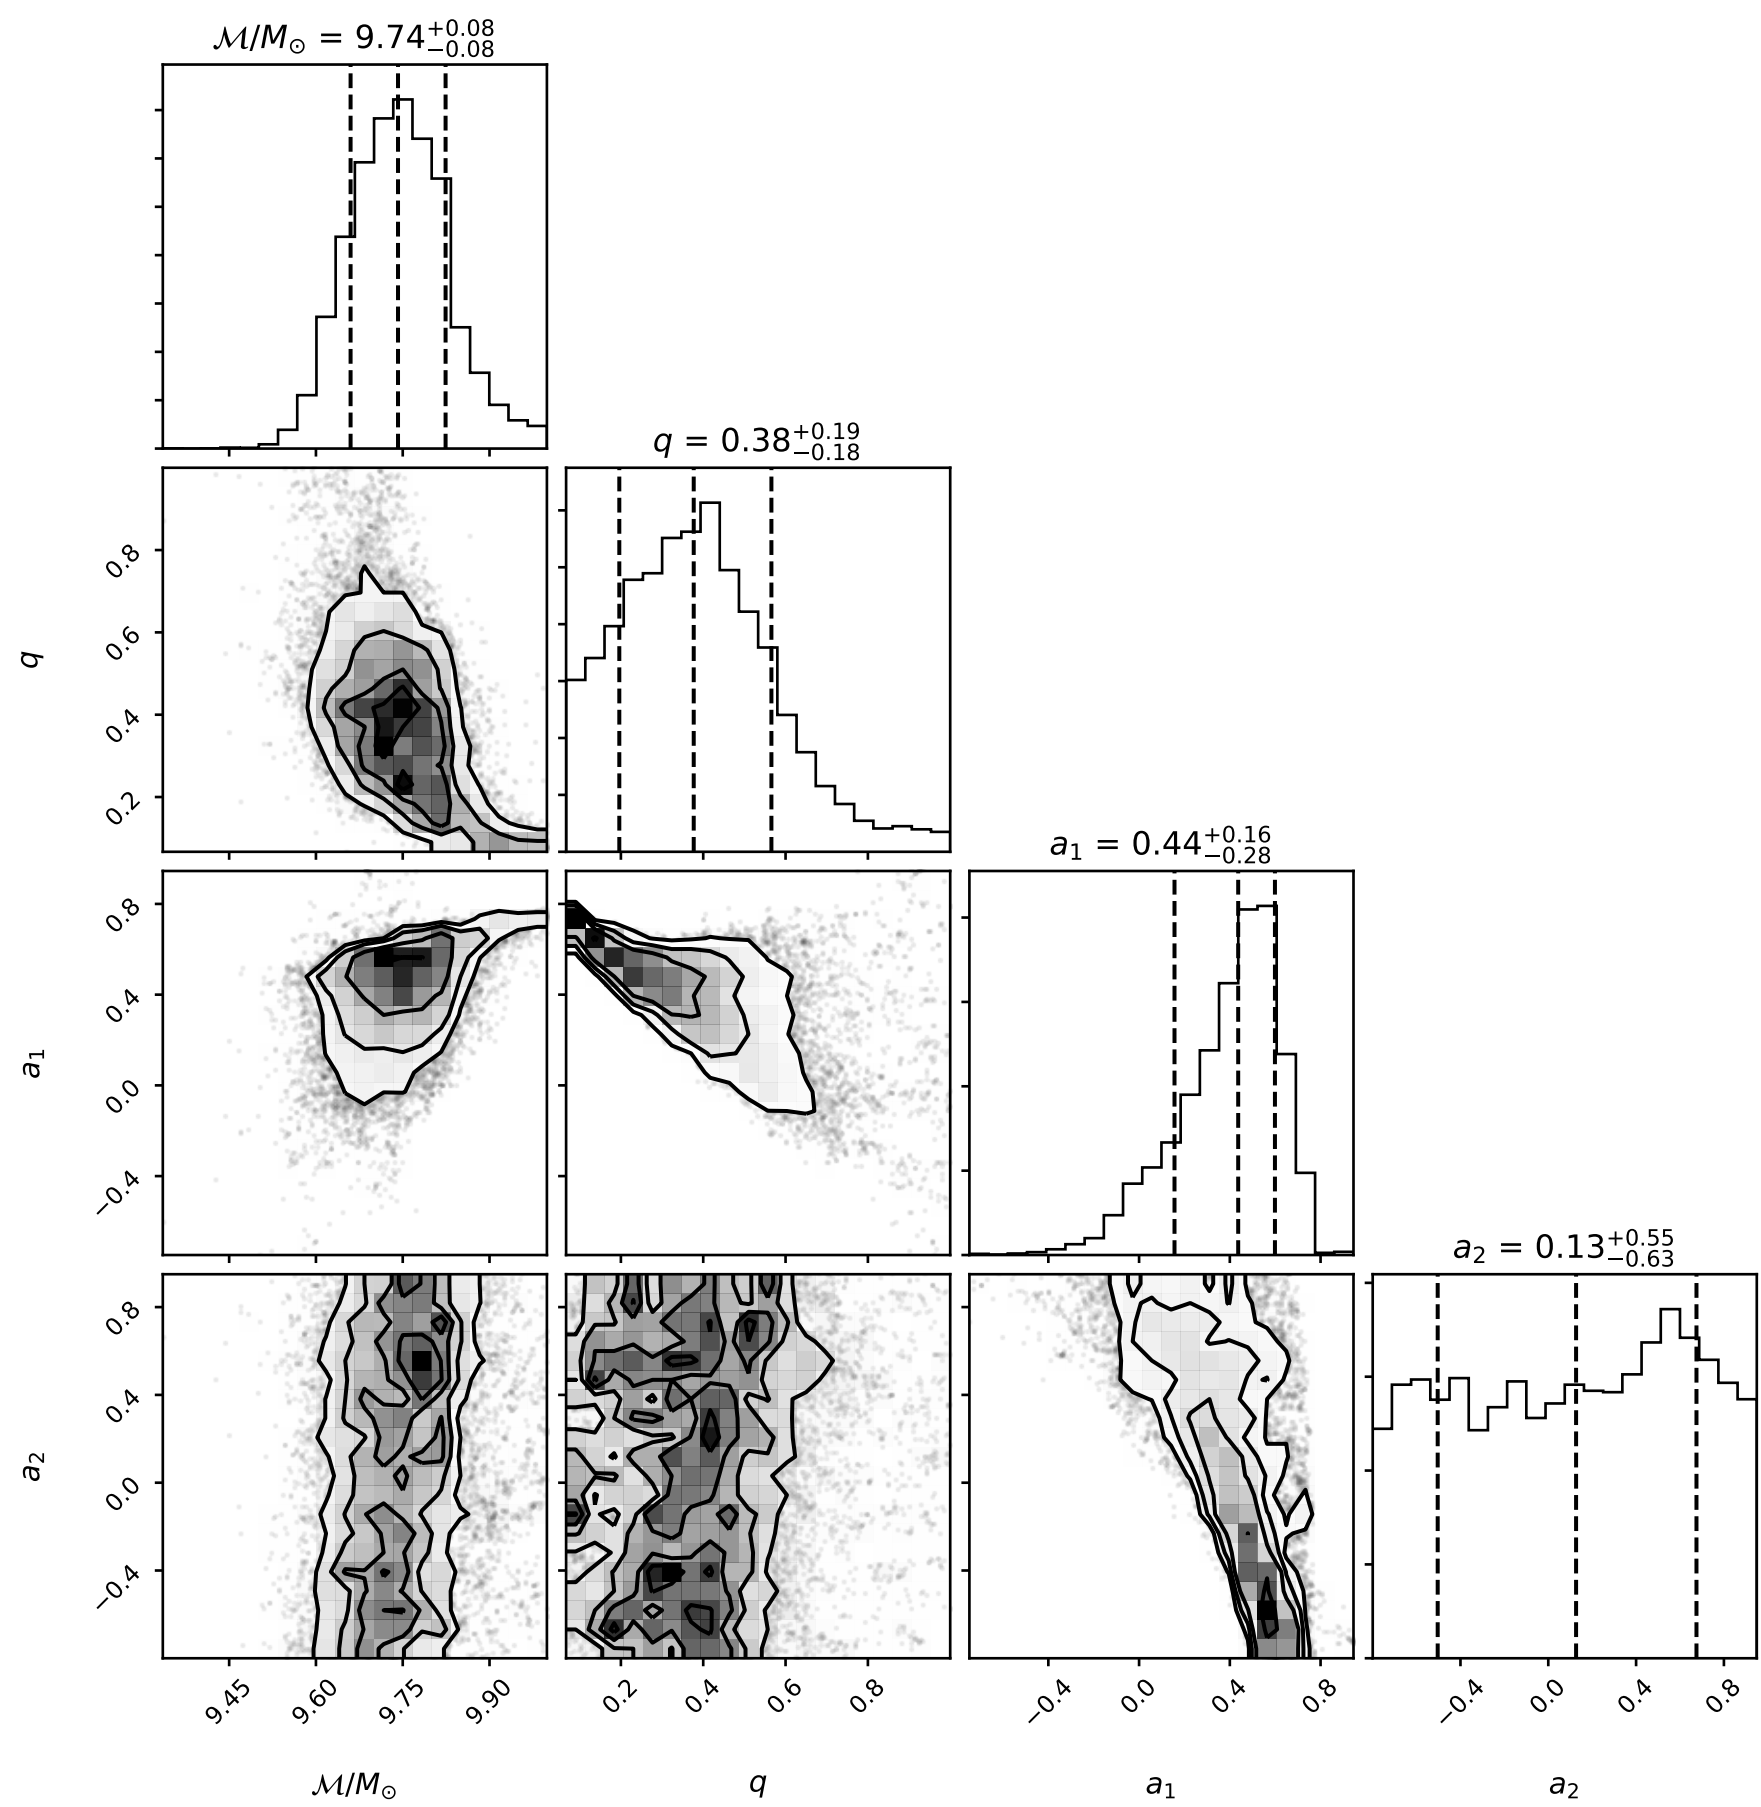 ℳ/M⊙ = 9.74 +0.08 −0.08
q = 0.38 +0.19 −0.18
0.8
0.6
0.4
0.2
q
a₁ = 0.44 +0.16 −0.28
0.8
0.4
0.0
−0.4
a₁
a₂ = 0.13 +0.55 −0.63
0.8
0.4
0.0
−0.4
a₂
9.45 9.60 9.75 9.90 0.2 0.4 0.6 0.8 −0.4 0.0 0.4 0.8 −0.4 0.0 0.4 0.8
ℳ/M⊙ q a₁ a₂